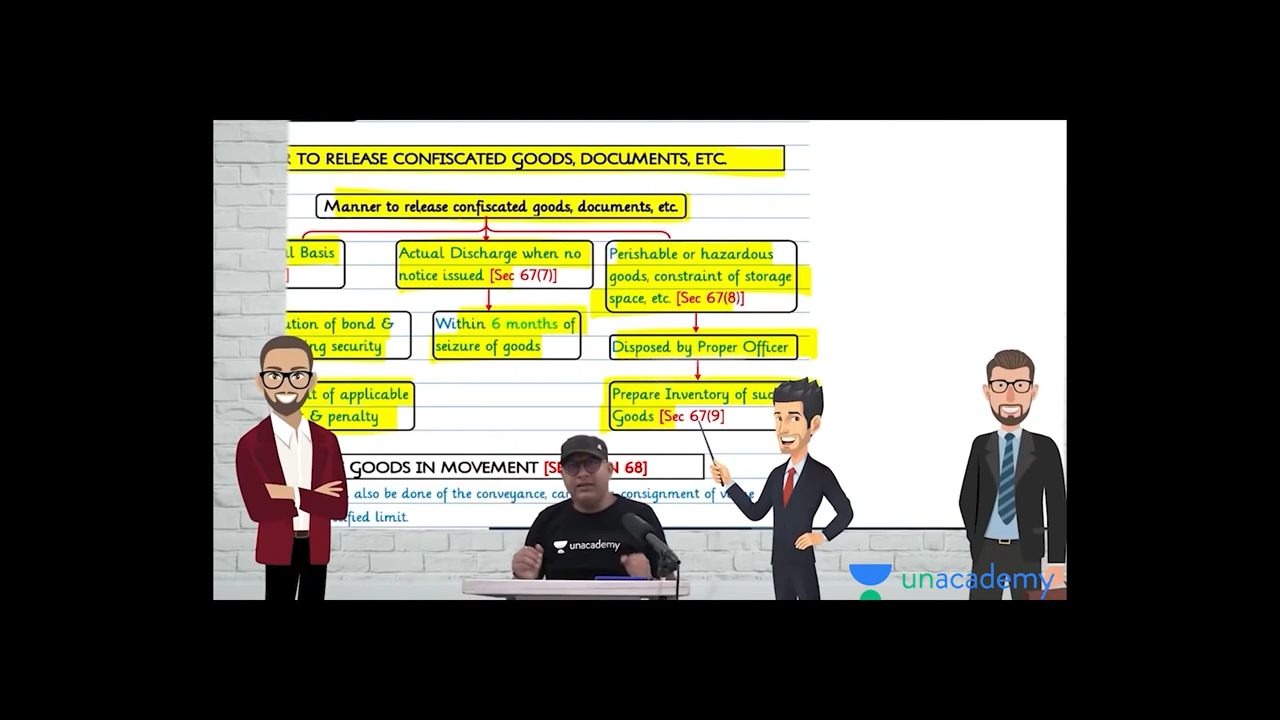 TO RELEASE CONFISCATED GOODS, DOCUMENTS, ETC.
Manner to release confiscated goods, documents, etc.
Basis
]
Actual Discharge when no
notice issued [Sec 67(7)]
Perishable or hazardous
goods, constraint of storage
space, etc. [Sec 67(8)]
of bond &
security
Within 6 months of
seizure of goods
Disposed by Proper Officer
of applicable
& penalty
Prepare Inventory of
Goods [Sec 67(9]
GOODS IN MOVEMENT [ 68]
also be done of the conveyance, consignment of
limit.
unacademy
unacademy